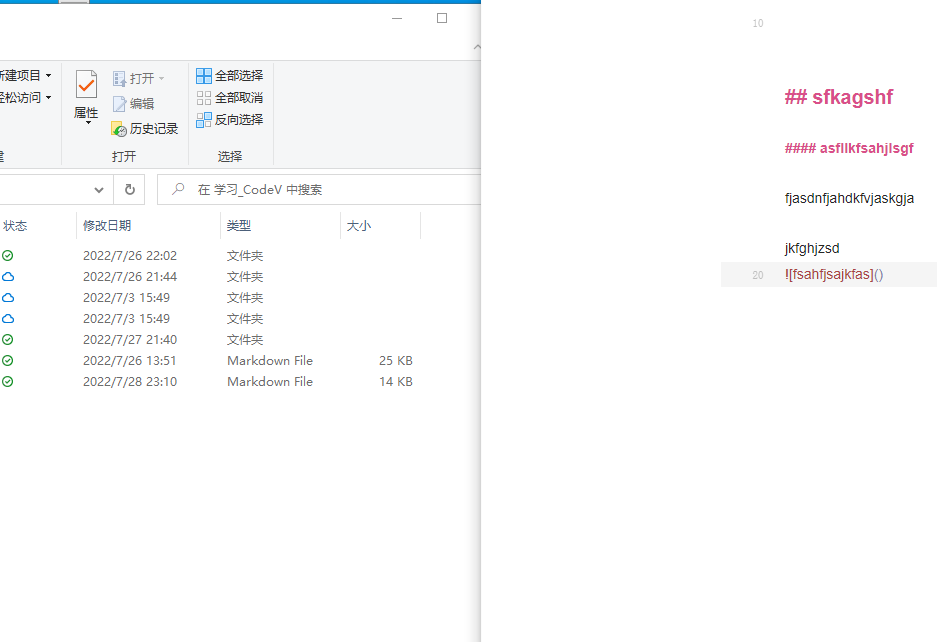 新建项目
轻松访问
建
属性
打开
编辑
历史记录
打开
全部选择
全部取消
反向选择
选择
在 学习_CodeV 中搜索
状态 修改日期 类型 大小
2022/7/26 22:02 文件夹
2022/7/26 21:44 文件夹
2022/7/3 15:49 文件夹
2022/7/3 15:49 文件夹
2022/7/27 21:40 文件夹
2022/7/26 13:51 Markdown File 25 KB
2022/7/28 23:10 Markdown File 14 KB
10
## sfkagshf
#### asfllkfsahjlsgf
fjasdnfjahdkfvjaskgja
jkfghjzsd
20 ![fsahfjsajkfas]()